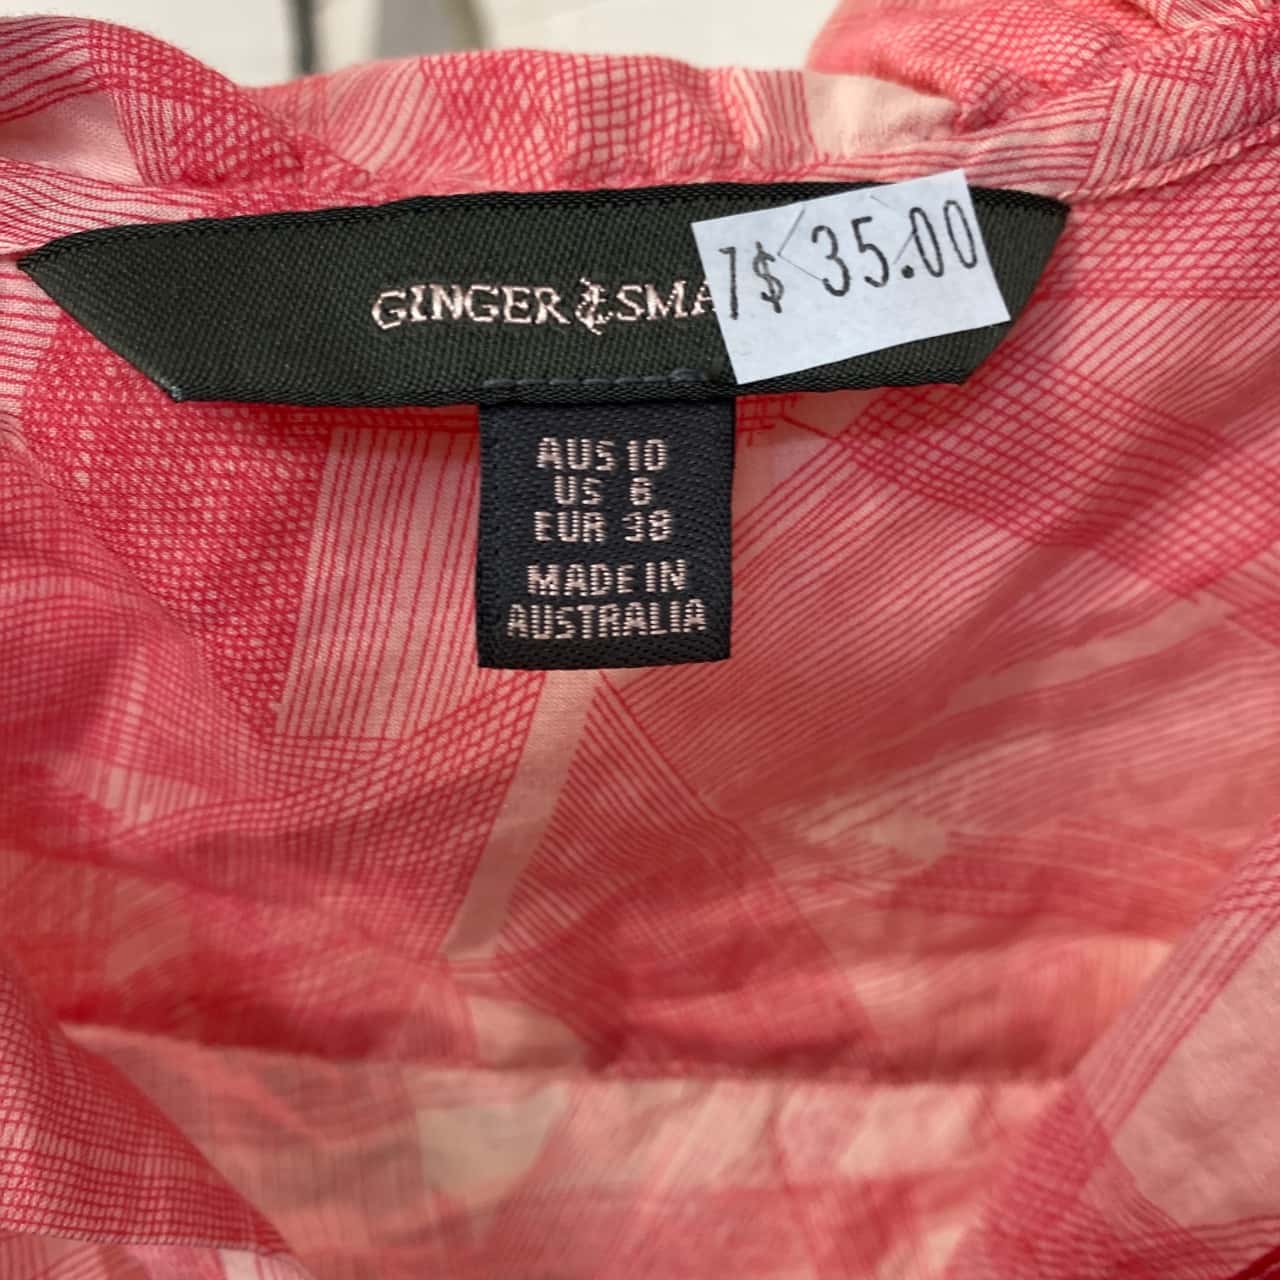 GINGER & SMA
7$ 35.00
AUS 10
US 6
EUR 38
MADE IN
AUSTRALIA